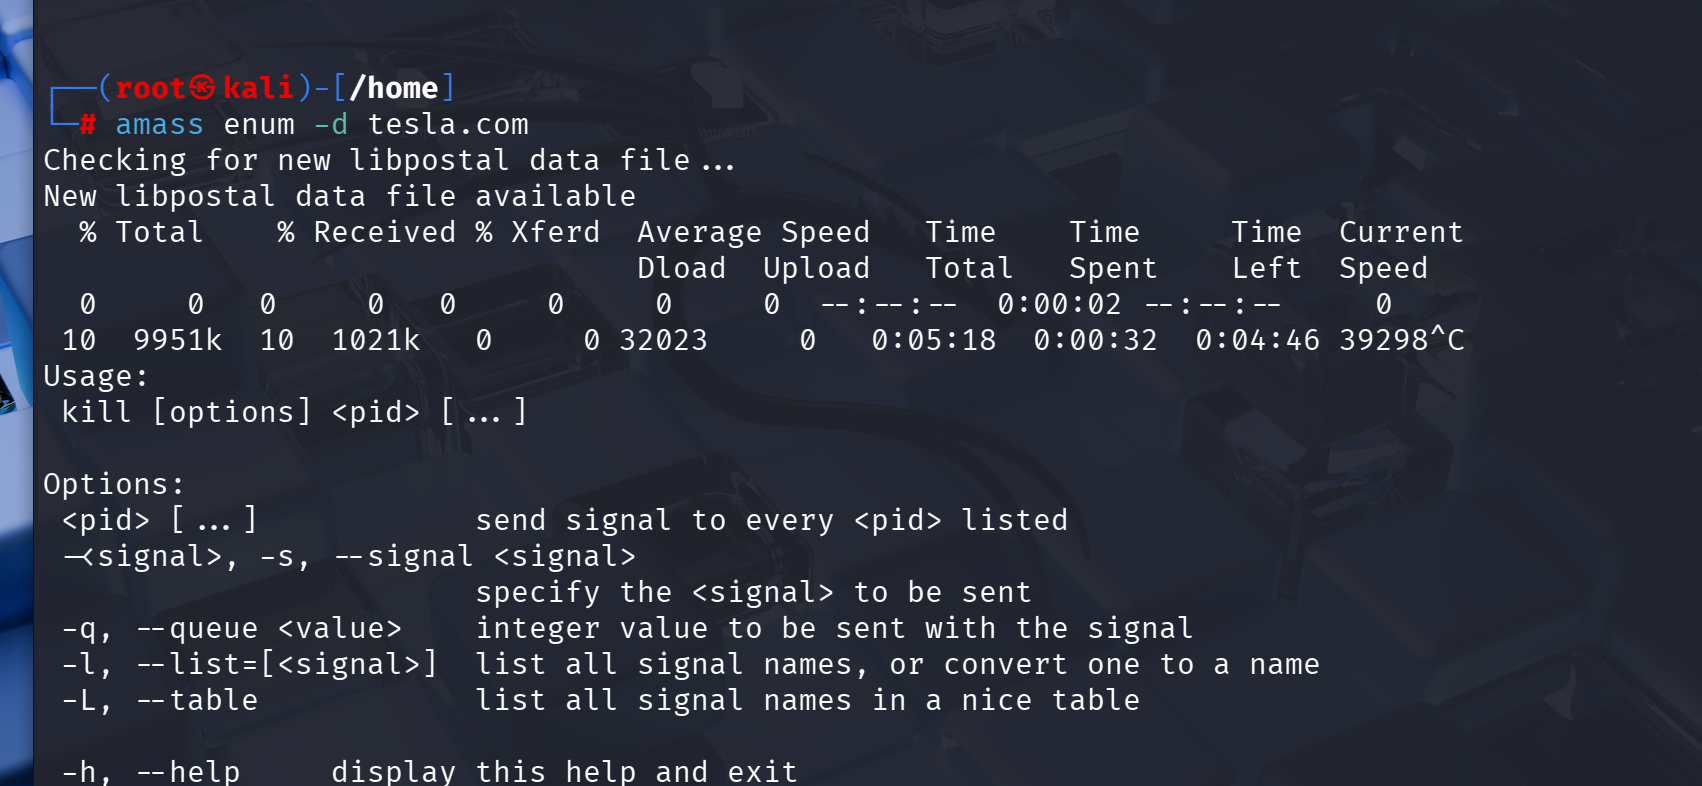 ┌──(root㉿kali)-[/home]
└─# amass enum -d tesla.com
wordlists
Checking for new libpostal data file...
New libpostal data file available
  % Total    % Received % Xferd  Average Speed   Time    Time     Time  Current
                                 Dload  Upload   Total   Spent    Left  Speed
  0     0   0     0   0     0     0     0  --:--:--  0:00:02 --:--:--     0
 10  9951k  10  1021k   0     0 32023     0   0:05:18  0:00:32  0:04:46 39298^C
Usage:
 kill [options] <pid> [...]
Options:
 <pid> [...]            send signal to every <pid> listed
 -<signal>, -s, --signal <signal>
                        specify the <signal> to be sent
 -q, --queue <value>    integer value to be sent with the signal
 -l, --list=[<signal>]  list all signal names, or convert one to a name
 -L, --table            list all signal names in a nice table
 -h, --help     display this help and exit